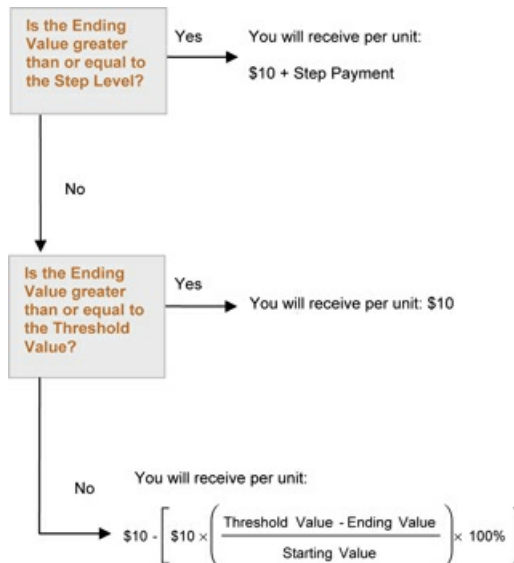 Is the Ending
Value greater
than or equal to
the Step Level?
Yes
You will receive per unit:
$10 + Step Payment
No
Is the Ending
Value greater
than or equal to
the Threshold
Value?
Yes
You will receive per unit: $10
No
You will receive per unit:
$10 - [ $10 × ( Threshold Value - Ending Value / Starting Value ) × 100% ]